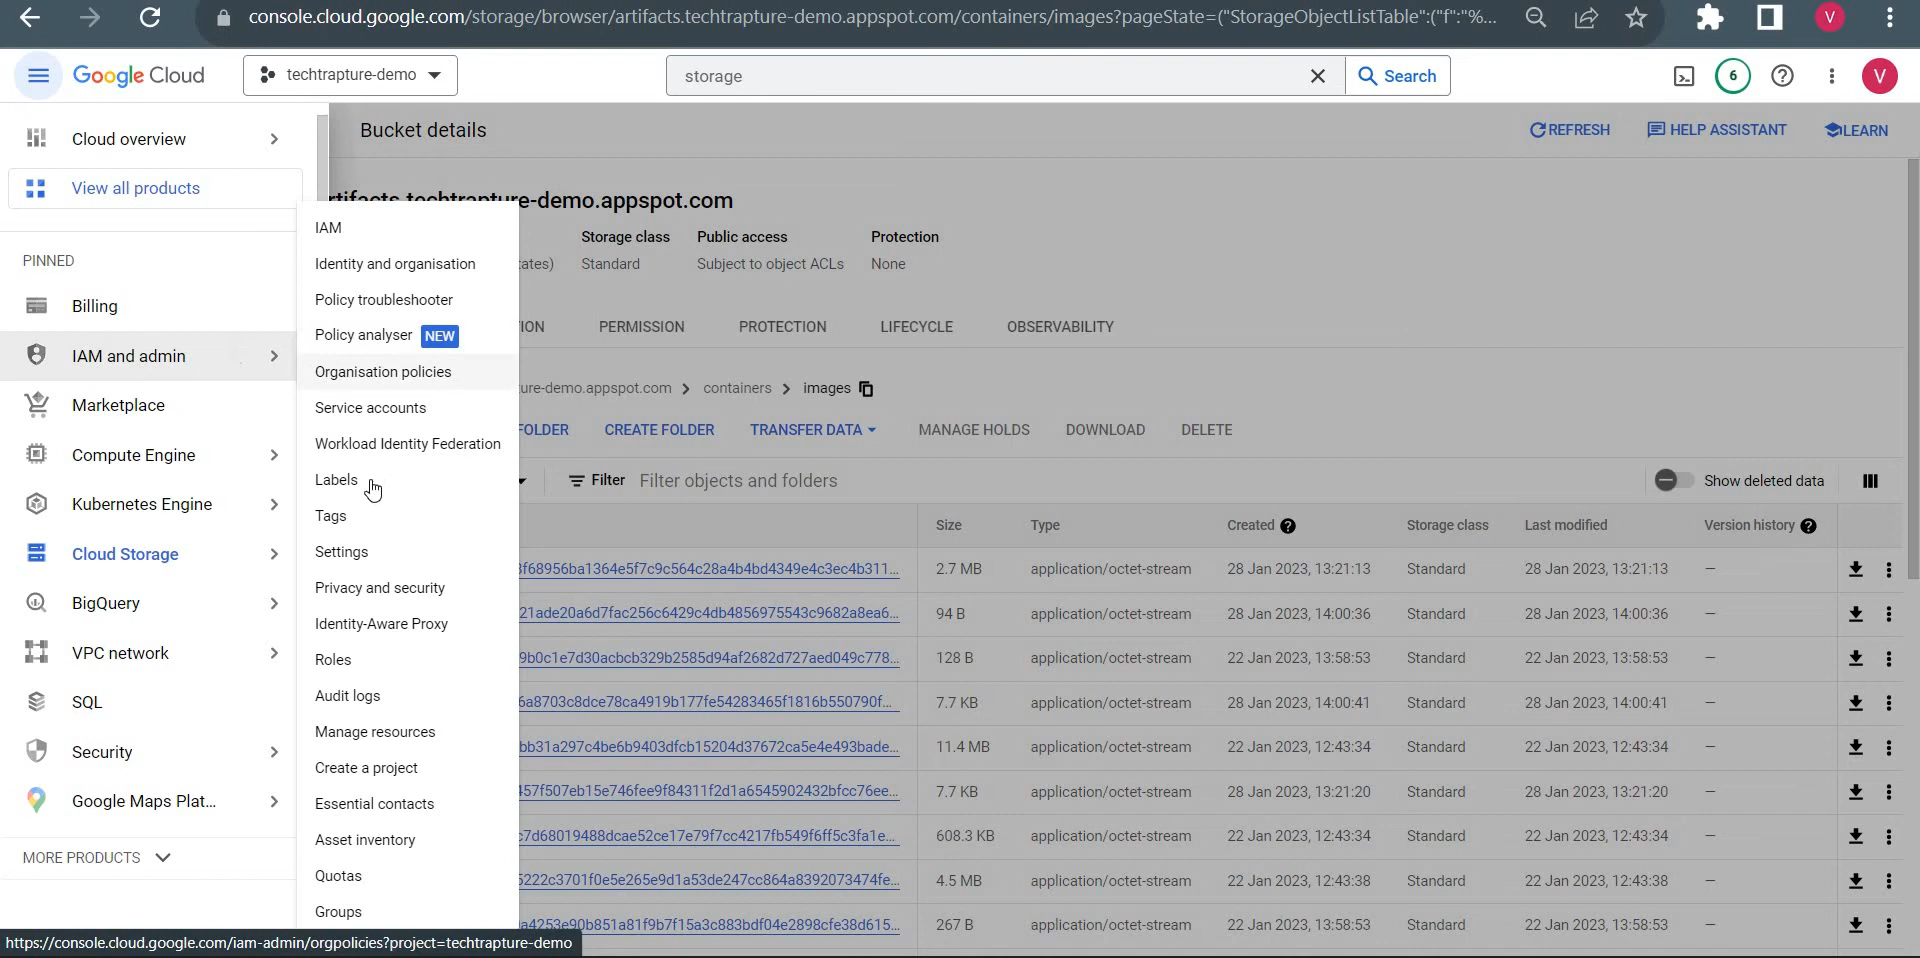 console.cloud.google.com/storage/browser/artifacts.techtrapture-demo.appspot.com/containers/images?pageState=("StorageObjectListTable":("f":"%...
V
Google Cloud
techtrapture-demo
storage
Search
6
V
Cloud overview
View all products
PINNED
Billing
IAM and admin
Marketplace
Compute Engine
Kubernetes Engine
Cloud Storage
BigQuery
VPC network
SQL
Security
Google Maps Plat...
MORE PRODUCTS
IAM
Identity and organisation
Policy troubleshooter
Policy analyser NEW
Organisation policies
Service accounts
Workload Identity Federation
Labels
Tags
Settings
Privacy and security
Identity-Aware Proxy
Roles
Audit logs
Manage resources
Create a project
Essential contacts
Asset inventory
Quotas
Groups
Bucket details
REFRESH
HELP ASSISTANT
LEARN
rtifacts.techtrapture-demo.appspot.com
Storage class Public access Protection
ates) Standard Subject to object ACLs None
ION PERMISSION PROTECTION LIFECYCLE OBSERVABILITY
ure-demo.appspot.com containers images
FOLDER CREATE FOLDER TRANSFER DATA MANAGE HOLDS DOWNLOAD DELETE
Filter Filter objects and folders Show deleted data
Size Type Created Storage class Last modified Version history
3f68956ba1364e5f7c9c564c28a4b4bd4349e4c3ec4b311... 2.7 MB application/octet-stream 28 Jan 2023, 13:21:13 Standard 28 Jan 2023, 13:21:13 —
21ade20a6d7fac256c6429c4db4856975543c9682a8ea6... 94 B application/octet-stream 28 Jan 2023, 14:00:36 Standard 28 Jan 2023, 14:00:36 —
9b0c1e7d30acbcb329b2585d94af2682d727aed049c778... 128 B application/octet-stream 22 Jan 2023, 13:58:53 Standard 22 Jan 2023, 13:58:53 —
6a8703c8dce78ca4919b177fe54283465f1816b550790f... 7.7 KB application/octet-stream 28 Jan 2023, 14:00:41 Standard 28 Jan 2023, 14:00:41 —
bb31a297c4be6b9403dfcb15204d37672ca5e4e493bade... 11.4 MB application/octet-stream 22 Jan 2023, 12:43:34 Standard 22 Jan 2023, 12:43:34 —
457f507eb15e746fee9f84311f2d1a6545902432bfcc76ee... 7.7 KB application/octet-stream 28 Jan 2023, 13:21:20 Standard 28 Jan 2023, 13:21:20 —
c7d68019488dcae52ce17e79f7cc4217fb549f6ff5c3fa1e... 608.3 KB application/octet-stream 22 Jan 2023, 12:43:34 Standard 22 Jan 2023, 12:43:34 —
5222c3701f0e5e265e9d1a53de247cc864a8392073474fe... 4.5 MB application/octet-stream 22 Jan 2023, 12:43:38 Standard 22 Jan 2023, 12:43:38 —
a4253e90b851a81f9b7f15a3c883bdf04e2898cfe38d615... 267 B application/octet-stream 22 Jan 2023, 13:58:53 Standard 22 Jan 2023, 13:58:53 —
https://console.cloud.google.com/iam-admin/orgpolicies?project=techtrapture-demo